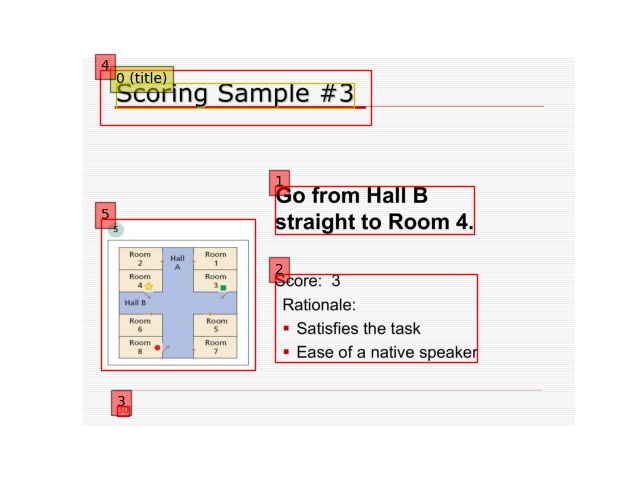 4
0 (title)
Scoring Sample #3
1
Go from Hall B
straight to Room 4.
5
5
Room 2
Hall A
Room 1
Room 4
Room 3
Hall B
Room 6
Room 5
Room 8
Room 7
2
Score: 3
Rationale:
Satisfies the task
Ease of a native speaker
3